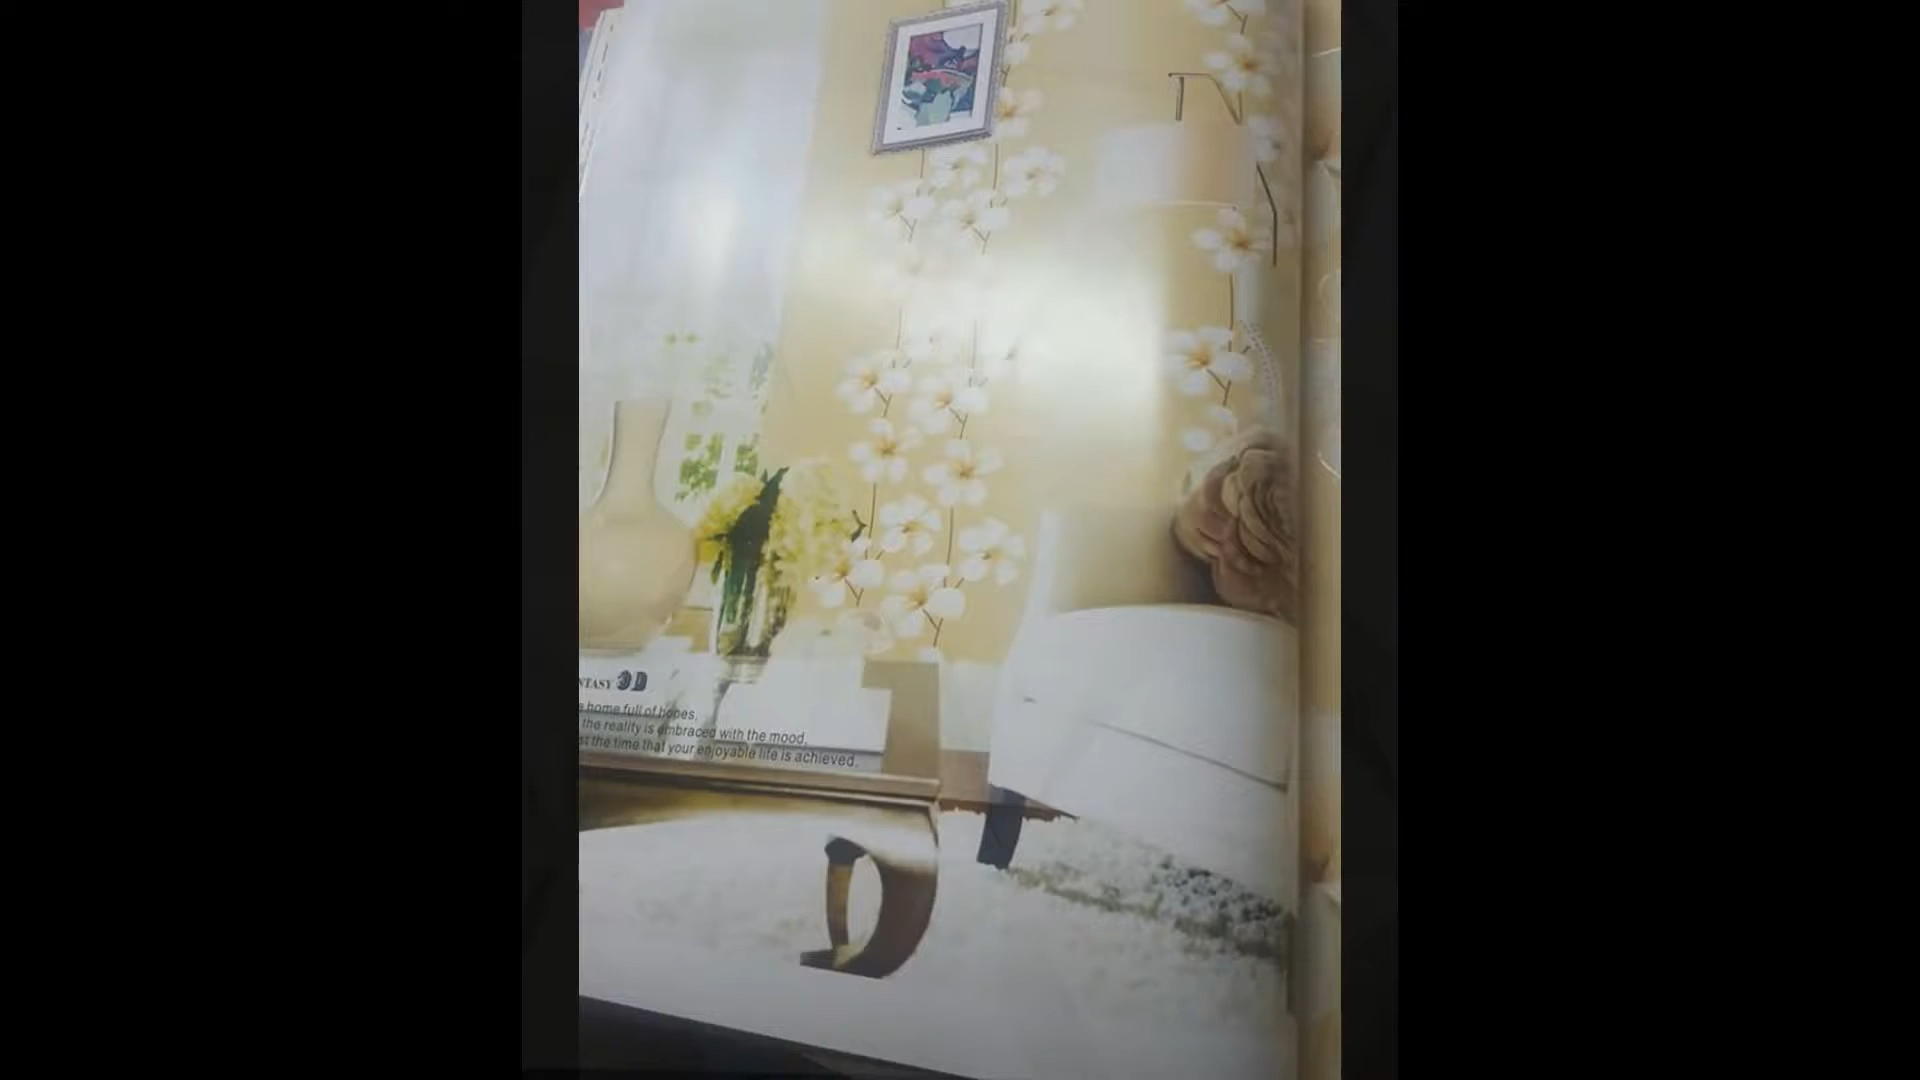 NTASY 3D
home full of hopes,
the reality is embraced with the mood,
st the time that your enjoyable life is achieved.